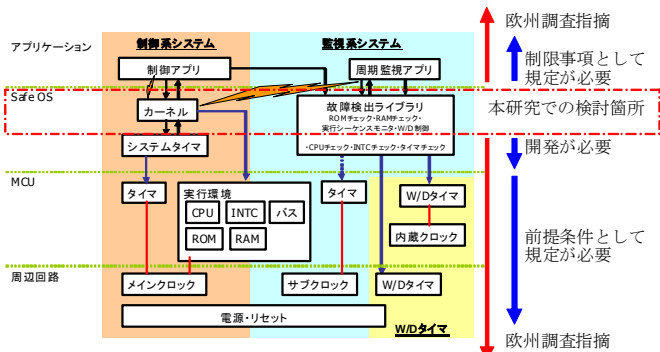 制御系システム
監視系システム
欧州調査指摘
アプリケーション
制御アプリ
周期監視アプリ
制限事項として
規定が必要
Safe OS
カーネル
故障検出ライブラリ
ROMチェック・RAMチェック・
実行シーケンスモニタ・W/D制御
・CPUチェック・INTCチェック・タイマチェック
本研究での検討箇所
システムタイマ
開発が必要
MCU
タイマ
実行環境
CPU
INTC
バス
ROM
RAM
タイマ
W/Dタイマ
内蔵クロック
前提条件として
規定が必要
周辺回路
メインクロック
サブクロック
W/Dタイマ
電源・リセット
W/Dタイマ
欧州調査指摘